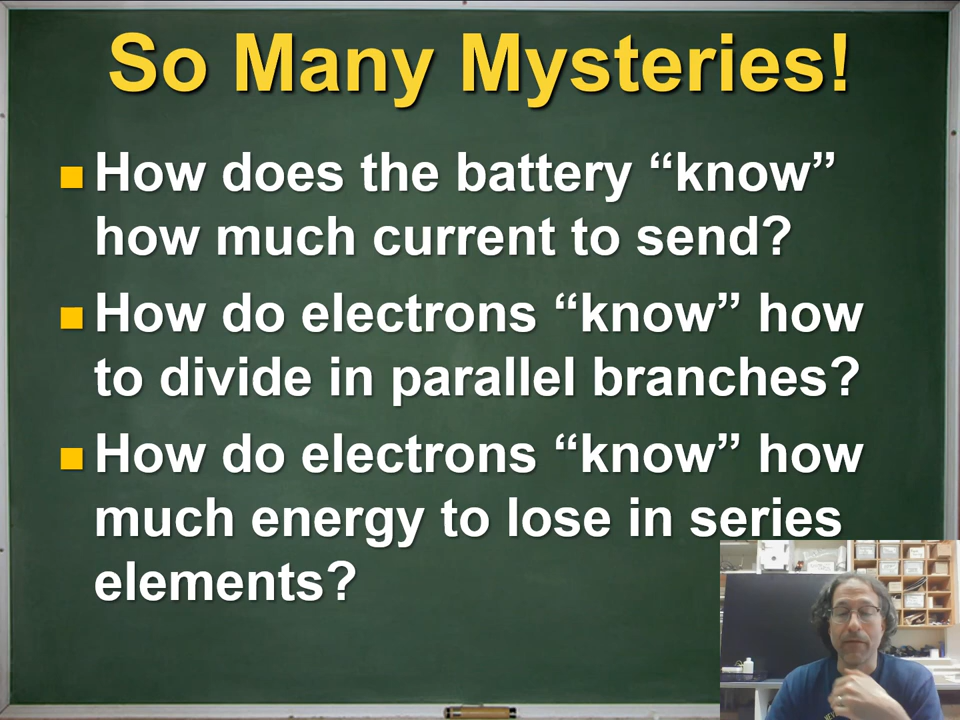 So Many Mysteries!
How does the battery “know”
how much current to send?
How do electrons “know” how
to divide in parallel branches?
How do electrons “know” how
much energy to lose in series
elements?